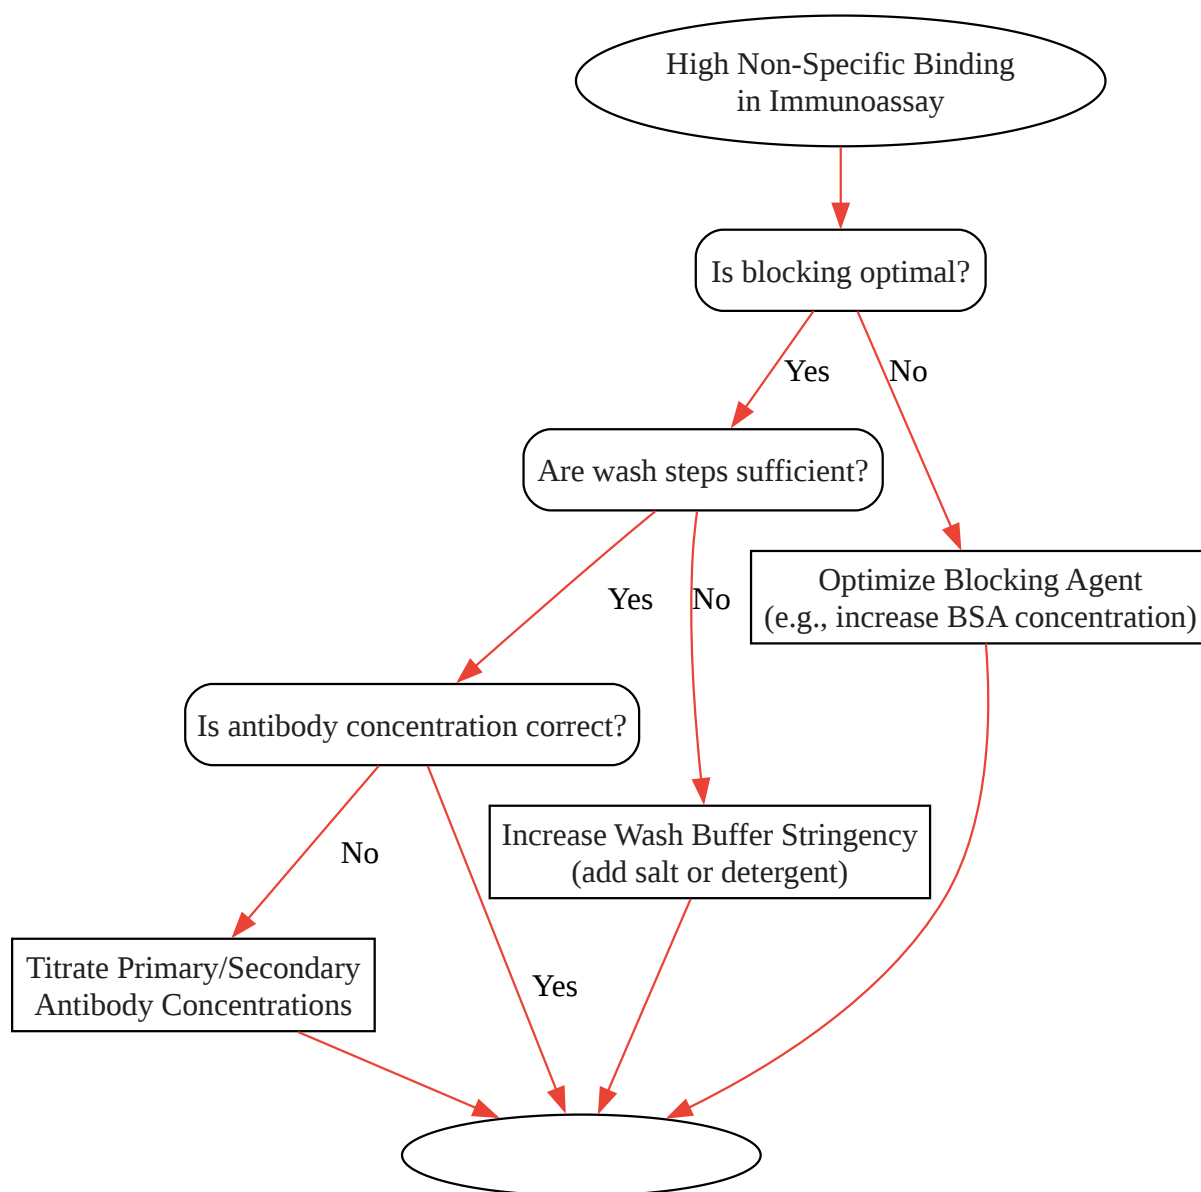 High Non-Specific Binding
in Immunoassay
Is blocking optimal?
Yes
No
Are wash steps sufficient?
Optimize Blocking Agent
(e.g., increase BSA concentration)
Yes
No
Is antibody concentration correct?
Increase Wash Buffer Stringency
(add salt or detergent)
No
Titrate Primary/Secondary
Antibody Concentrations
Yes